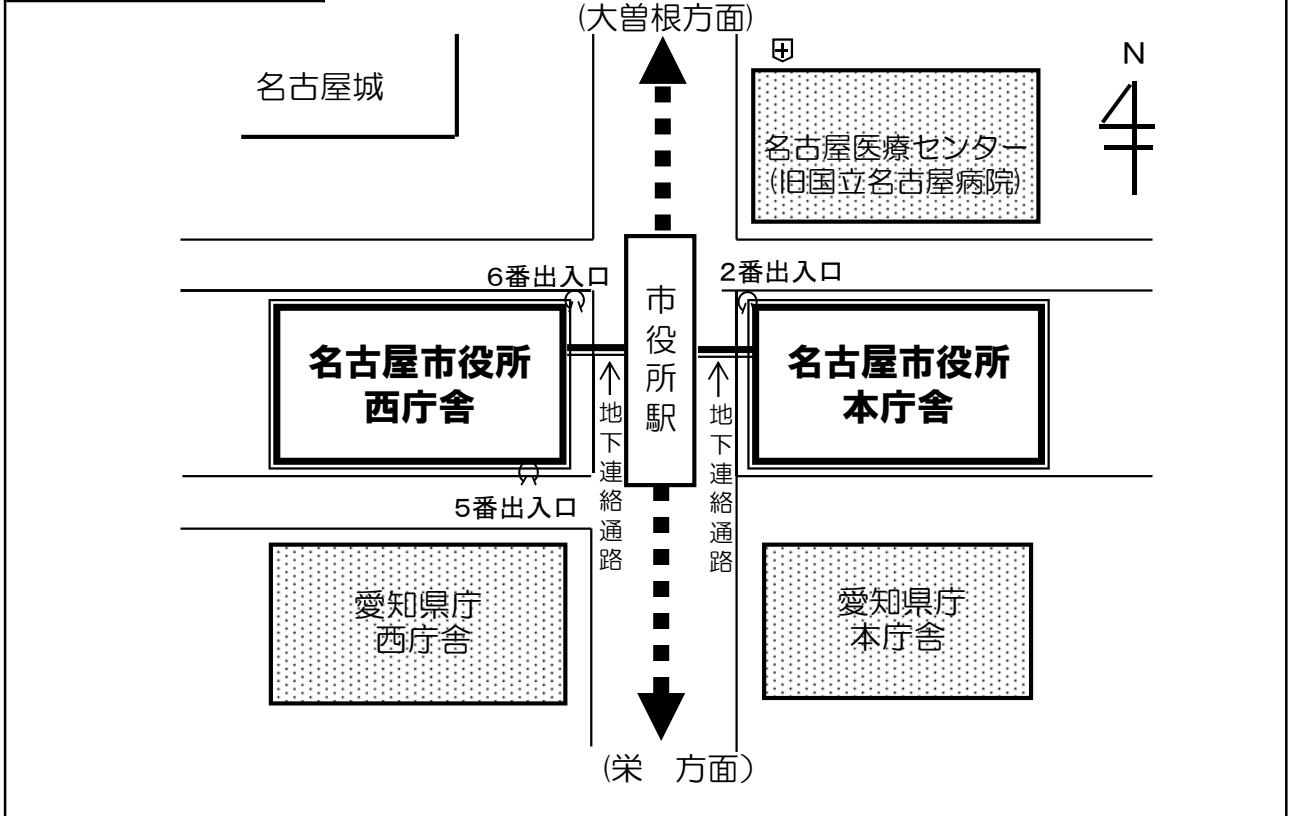 (大曽根方面)
名古屋城
N
名古屋医療センター
(旧国立名古屋病院)
6番出入口
2番出入口
市役所駅
名古屋市役所
西庁舎
名古屋市役所
本庁舎
↑地下連絡通路
↑地下連絡通路
5番出入口
愛知県庁
西庁舎
愛知県庁
本庁舎
(栄　方面)